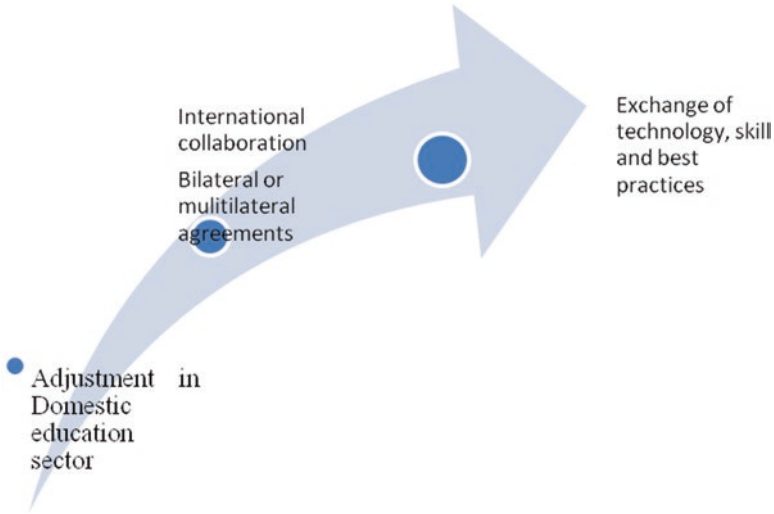 International
collaboration
Bilateral or
mulitilateral
agreements
Exchange of
technology, skill
and best
practices
Adjustment in
Domestic
education
sector